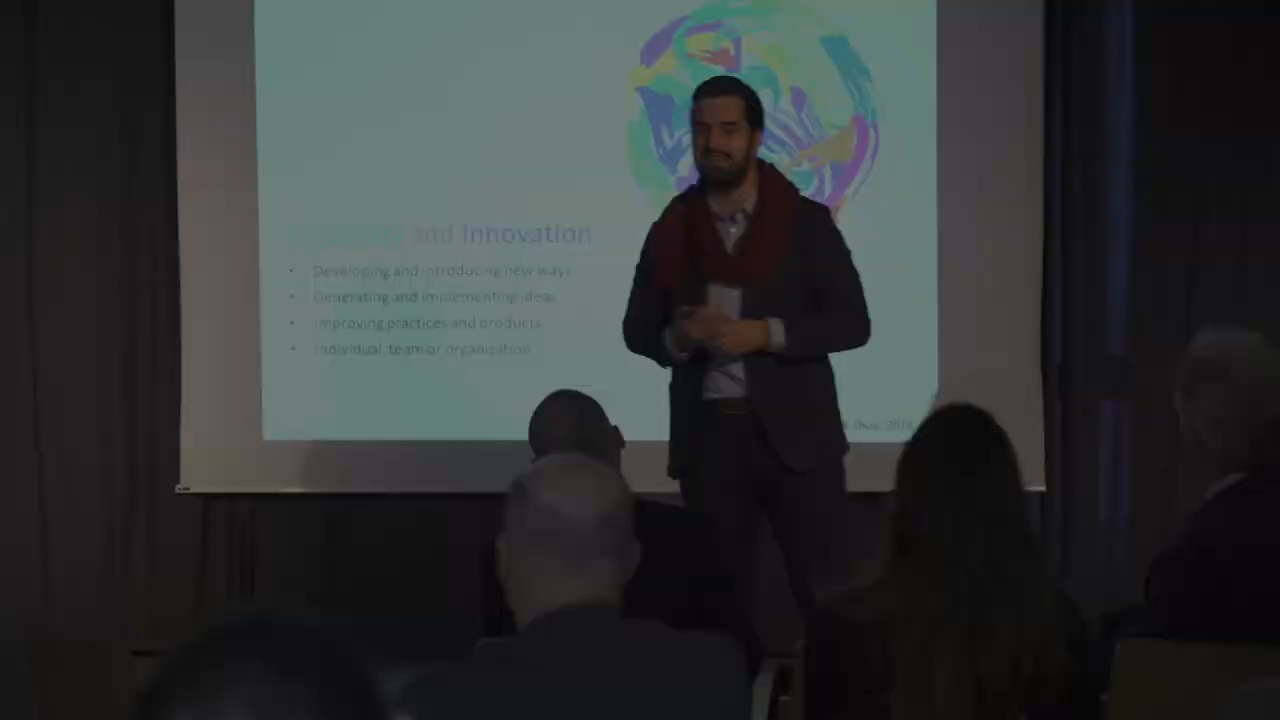 and Innovation
• Developing and introducing new ways
• Generating and implementing ideas
• Improving practices and products
• Individual, team or organization
2014